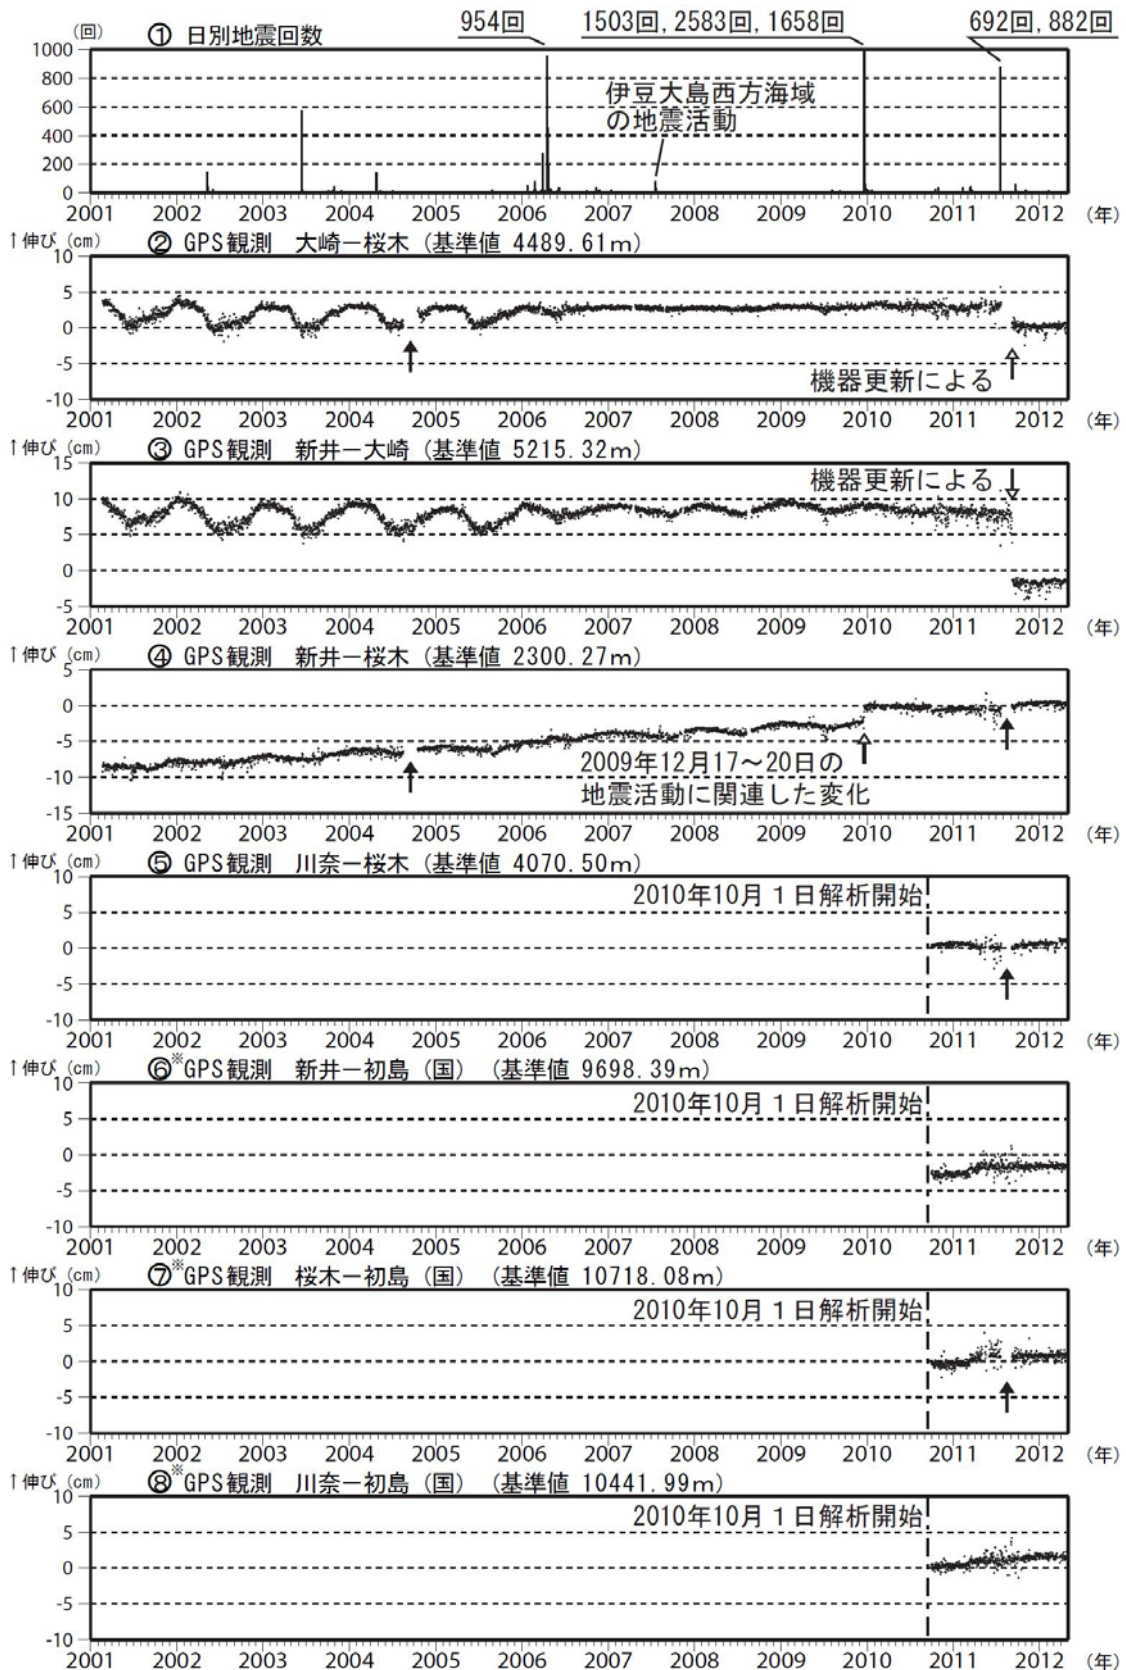 954回 1503回, 2583回, 1658回 692回, 882回
(回) ① 日別地震回数
1000
800
600
400
200
0
伊豆大島西方海域
の地震活動
2001 2002 2003 2004 2005 2006 2007 2008 2009 2010 2011 2012 (年)
↑伸び (cm) ② GPS観測 大崎－桜木 (基準値 4489.61m)
10
5
0
-5
-10
機器更新による
2001 2002 2003 2004 2005 2006 2007 2008 2009 2010 2011 2012 (年)
↑伸び (cm) ③ GPS観測 新井－大崎 (基準値 5215.32m)
15
10
5
0
-5
機器更新による
2001 2002 2003 2004 2005 2006 2007 2008 2009 2010 2011 2012 (年)
↑伸び (cm) ④ GPS観測 新井－桜木 (基準値 2300.27m)
5
0
-5
-10
-15
2009年12月17～20日の
地震活動に関連した変化
2001 2002 2003 2004 2005 2006 2007 2008 2009 2010 2011 2012 (年)
↑伸び (cm) ⑤ GPS観測 川奈－桜木 (基準値 4070.50m)
10
5
0
-5
-10
2010年10月1日解析開始
2001 2002 2003 2004 2005 2006 2007 2008 2009 2010 2011 2012 (年)
↑伸び (cm) ⑥※GPS観測 新井－初島 (国) (基準値 9698.39m)
10
5
0
-5
-10
2010年10月1日解析開始
2001 2002 2003 2004 2005 2006 2007 2008 2009 2010 2011 2012 (年)
↑伸び (cm) ⑦※GPS観測 桜木－初島 (国) (基準値 10718.08m)
10
5
0
-5
-10
2010年10月1日解析開始
2001 2002 2003 2004 2005 2006 2007 2008 2009 2010 2011 2012 (年)
↑伸び (cm) ⑧※GPS観測 川奈－初島 (国) (基準値 10441.99m)
10
5
0
-5
-10
2010年10月1日解析開始
2001 2002 2003 2004 2005 2006 2007 2008 2009 2010 2011 2012 (年)